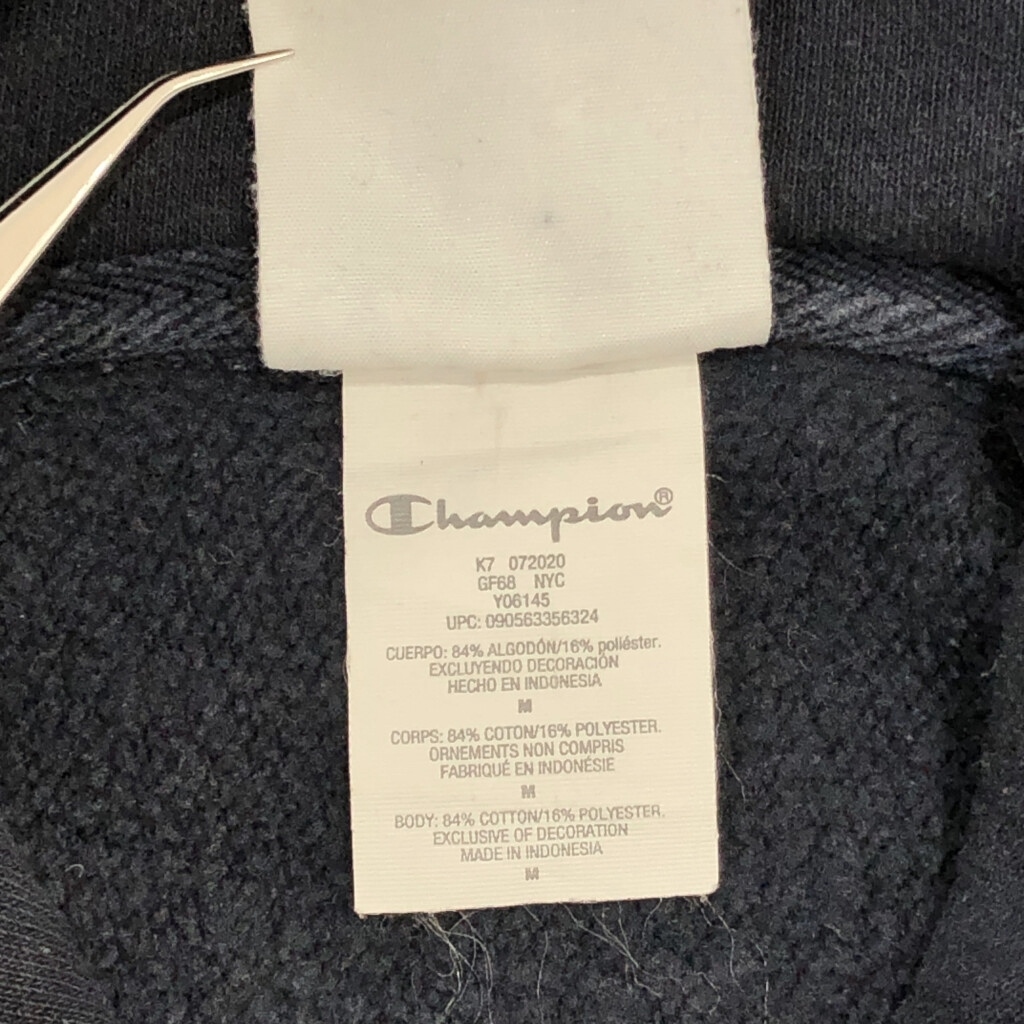 Champion®
K7 072020
GF68 NYC
Y06145
UPC: 090563356324
CUERPO: 84% ALGODÓN/16% poliéster.
EXCLUYENDO DECORACIÓN
HECHO EN INDONESIA
M
CORPS: 84% COTON/16% POLYESTER.
ORNEMENTS NON COMPRIS
FABRIQUÉ EN INDONÉSIE
M
BODY: 84% COTTON/16% POLYESTER.
EXCLUSIVE OF DECORATION
MADE IN INDONESIA
M